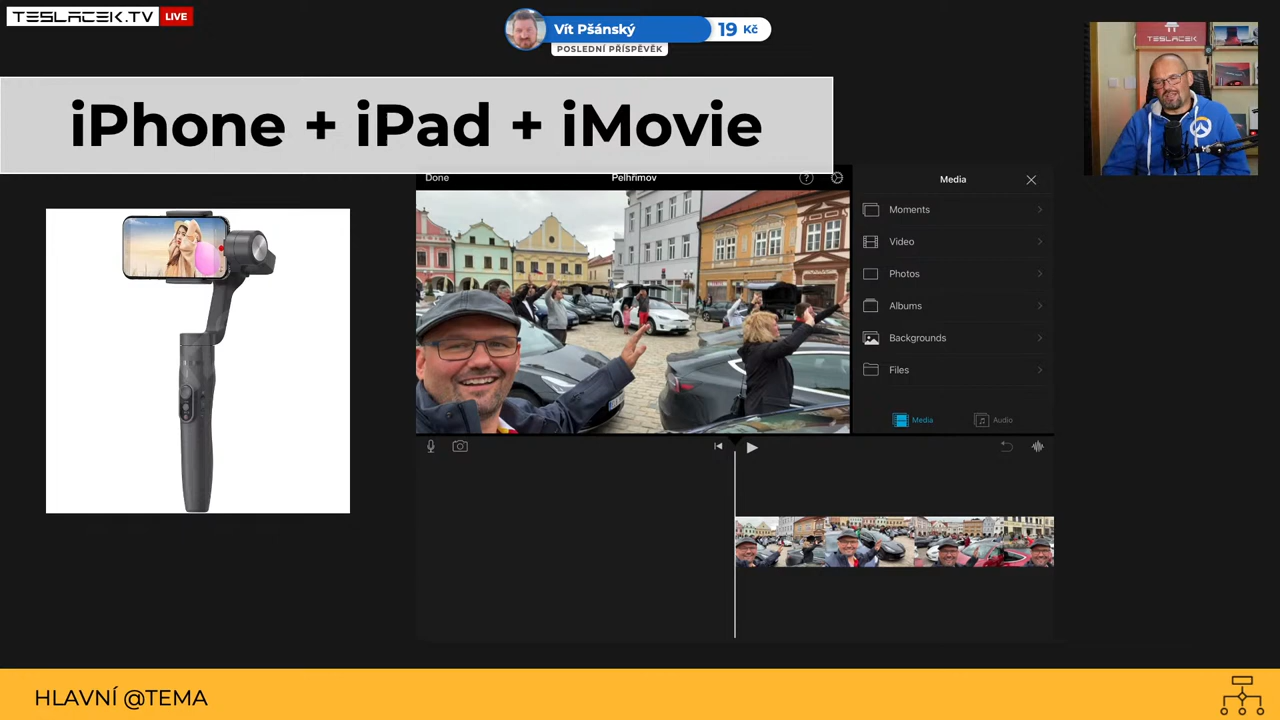 TESLACEK.TV LIVE
Vít Pšánský 19 Kč
POSLEDNÍ PŘÍSPĚVEK
iPhone + iPad + iMovie
TESLACEK
Done Pelhřimov ?
Media
Moments
Video
Photos
Albums
Backgrounds
Files
Media Audio
HLAVNÍ @TEMA